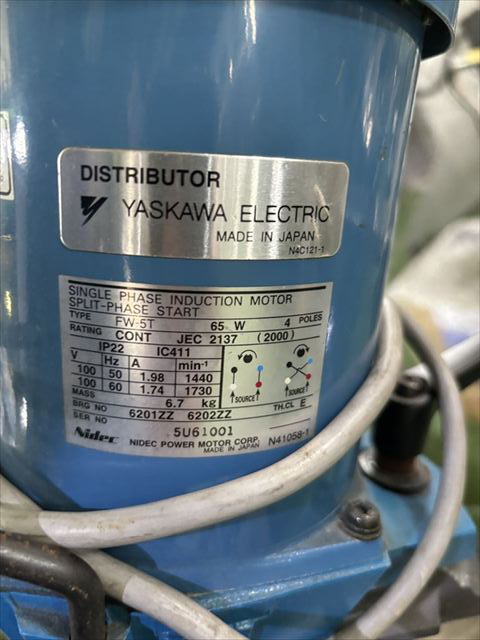 DISTRIBUTOR
YASKAWA ELECTRIC
MADE IN JAPAN
N4C121-1
SINGLE PHASE INDUCTION MOTOR
SPLIT-PHASE START
TYPE FW-5T 65 W 4 POLES
RATING CONT JEC 2137 (2000)
IP22 IC411
V Hz A min⁻¹
100 50 1.98 1440
100 60 1.74 1730
SOURCE SOURCE
MASS 6.7 kg
BRG NO 6201ZZ 6202ZZ TH.CL E
SER NO 5U61001
Nidec NIDEC POWER MOTOR CORP. N41058-1
MADE IN JAPAN